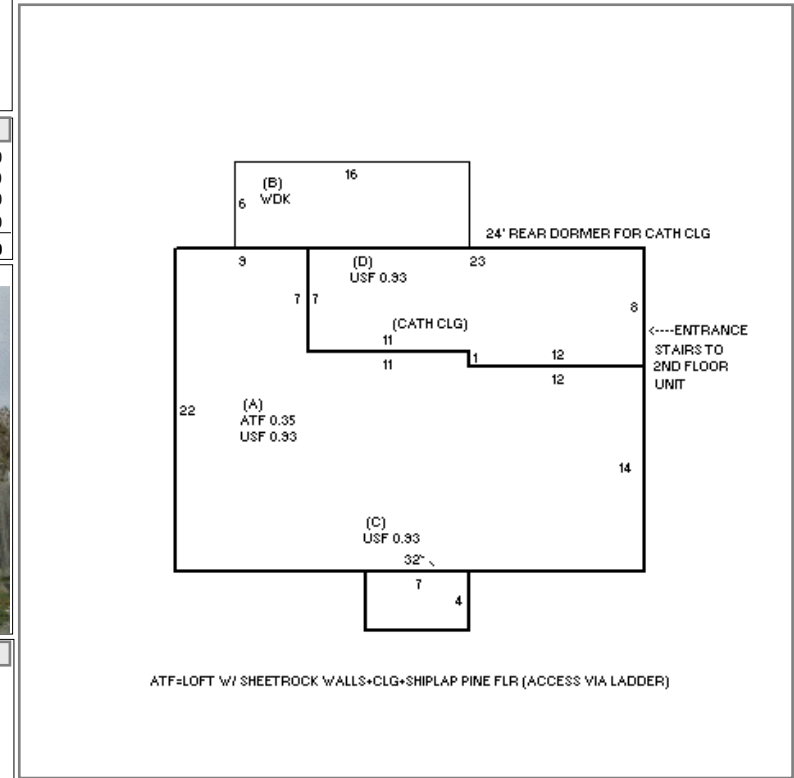 16
(B)
WDK
6
24' REAR DORMER FOR CATH CLG
9
(D)
23
USF 0.93
7
7
8
(CATH CLG)
<----ENTRANCE
STAIRS TO
2ND FLOOR
UNIT
11
11
1
12
12
22
(A)
ATF 0.35
USF 0.93
14
(C)
USF 0.93
32"
7
4
ATF=LOFT W/ SHEETROCK WALLS+CLG+SHIPLAP PINE FLR (ACCESS VIA LADDER)